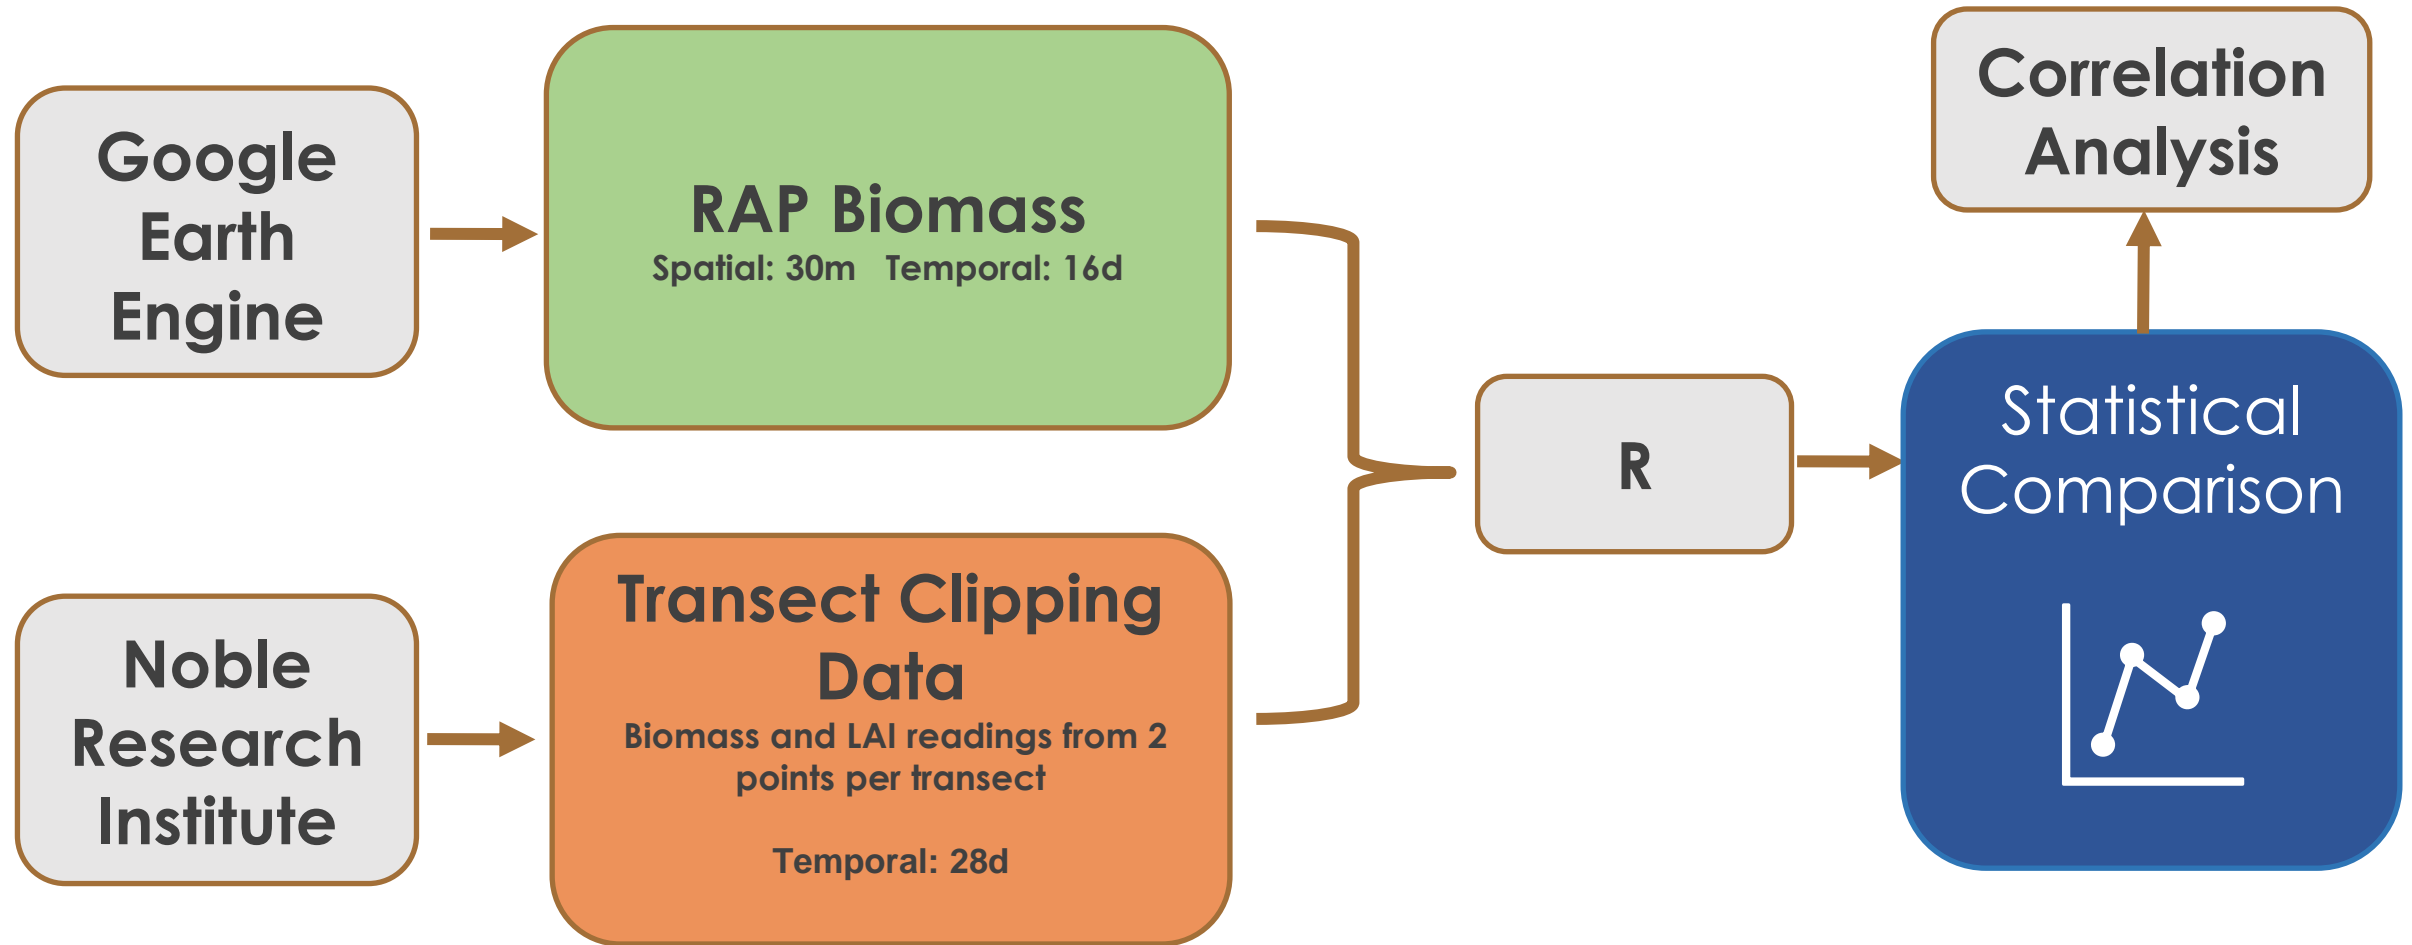 Google
Earth
Engine
RAP Biomass
Spatial: 30m Temporal: 16d
Noble
Research
Institute
Transect Clipping
Data
Biomass and LAI readings from 2
points per transect
Temporal: 28d
R
Statistical
Comparison
Correlation
Analysis